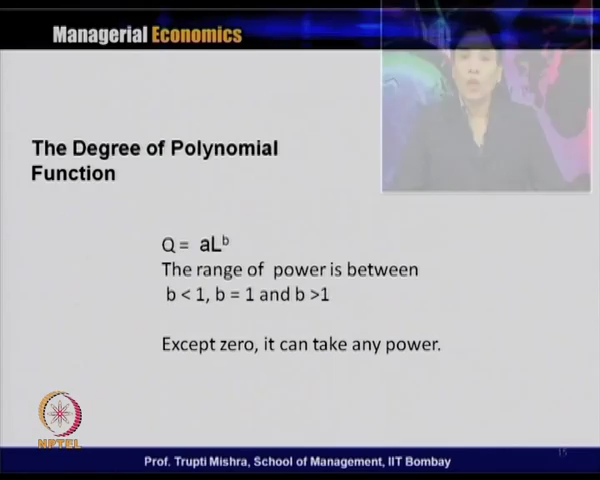 Managerial Economics
The Degree of Polynomial
Function
Q = aLᵇ
The range of power is between
b < 1, b = 1 and b >1
Except zero, it can take any power.
NPTEL
15
Prof. Trupti Mishra, School of Management, IIT Bombay